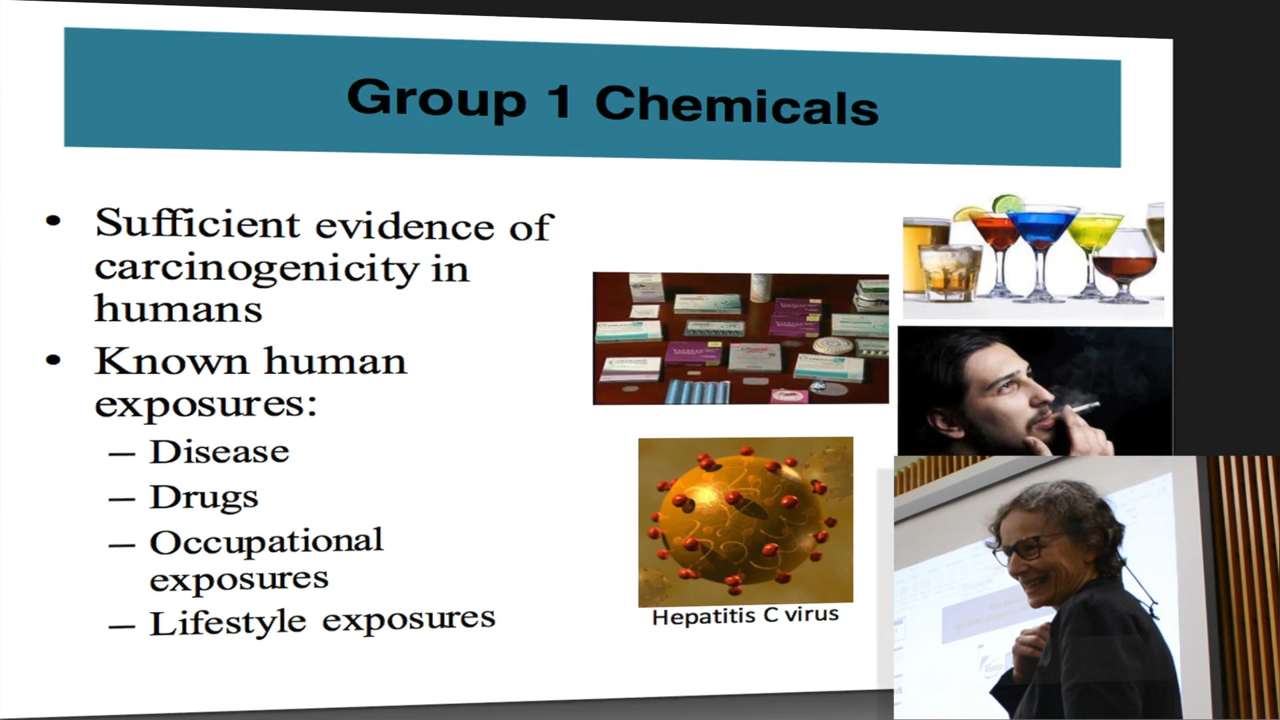 Group 1 Chemicals
• Sufficient evidence of
carcinogenicity in
humans
• Known human
exposures:
– Disease
– Drugs
– Occupational
exposures
– Lifestyle exposures
Hepatitis C virus